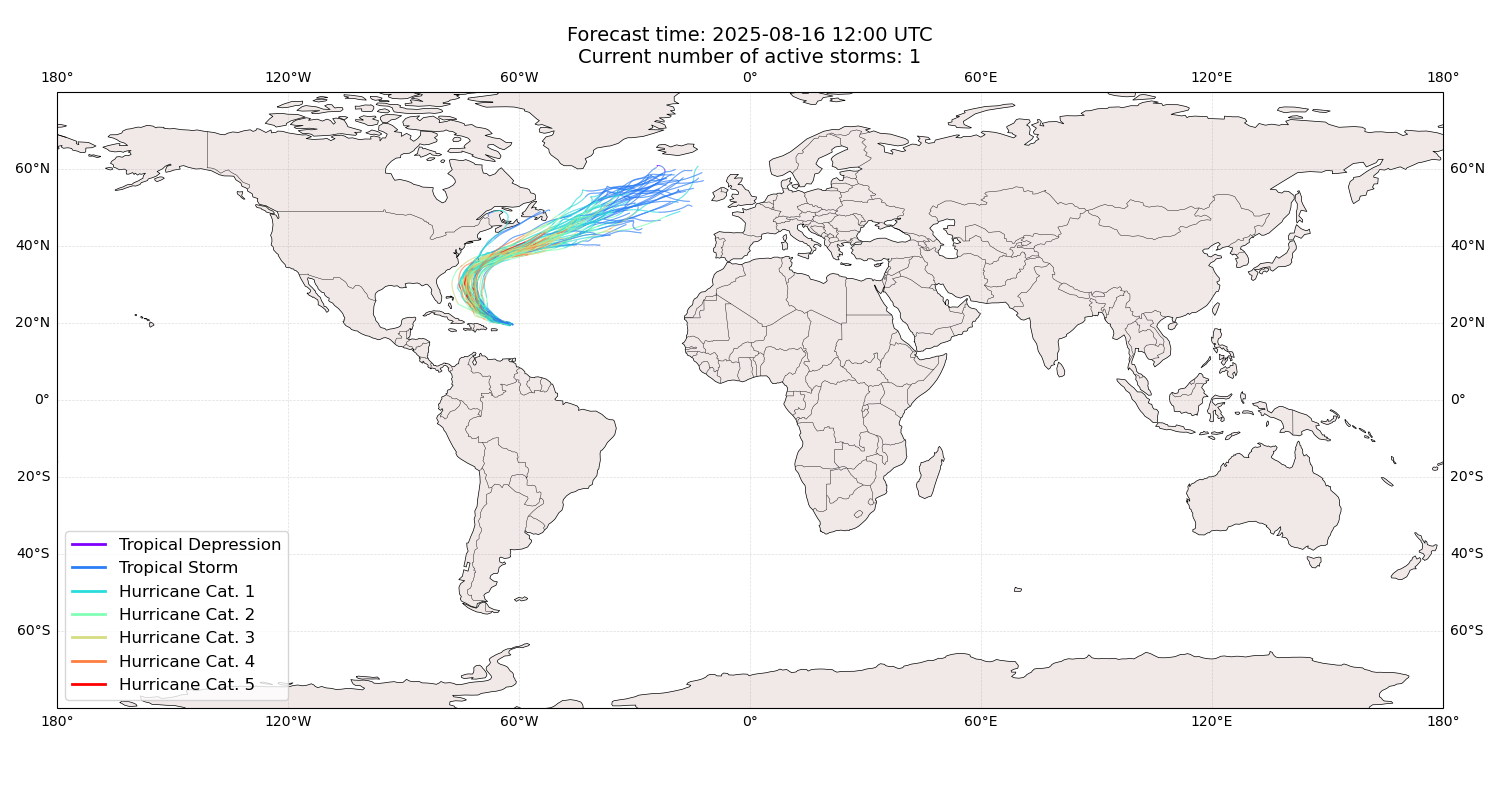 Forecast time: 2025-08-16 12:00 UTC
Current number of active storms: 1
180° 120°W 60°W 0° 60°E 120°E 180°
60°N 60°N
40°N 40°N
20°N 20°N
0° 0°
20°S 20°S
40°S 40°S
60°S 60°S
Tropical Depression
Tropical Storm
Hurricane Cat. 1
Hurricane Cat. 2
Hurricane Cat. 3
Hurricane Cat. 4
Hurricane Cat. 5
180° 120°W 60°W 0° 60°E 120°E 180°